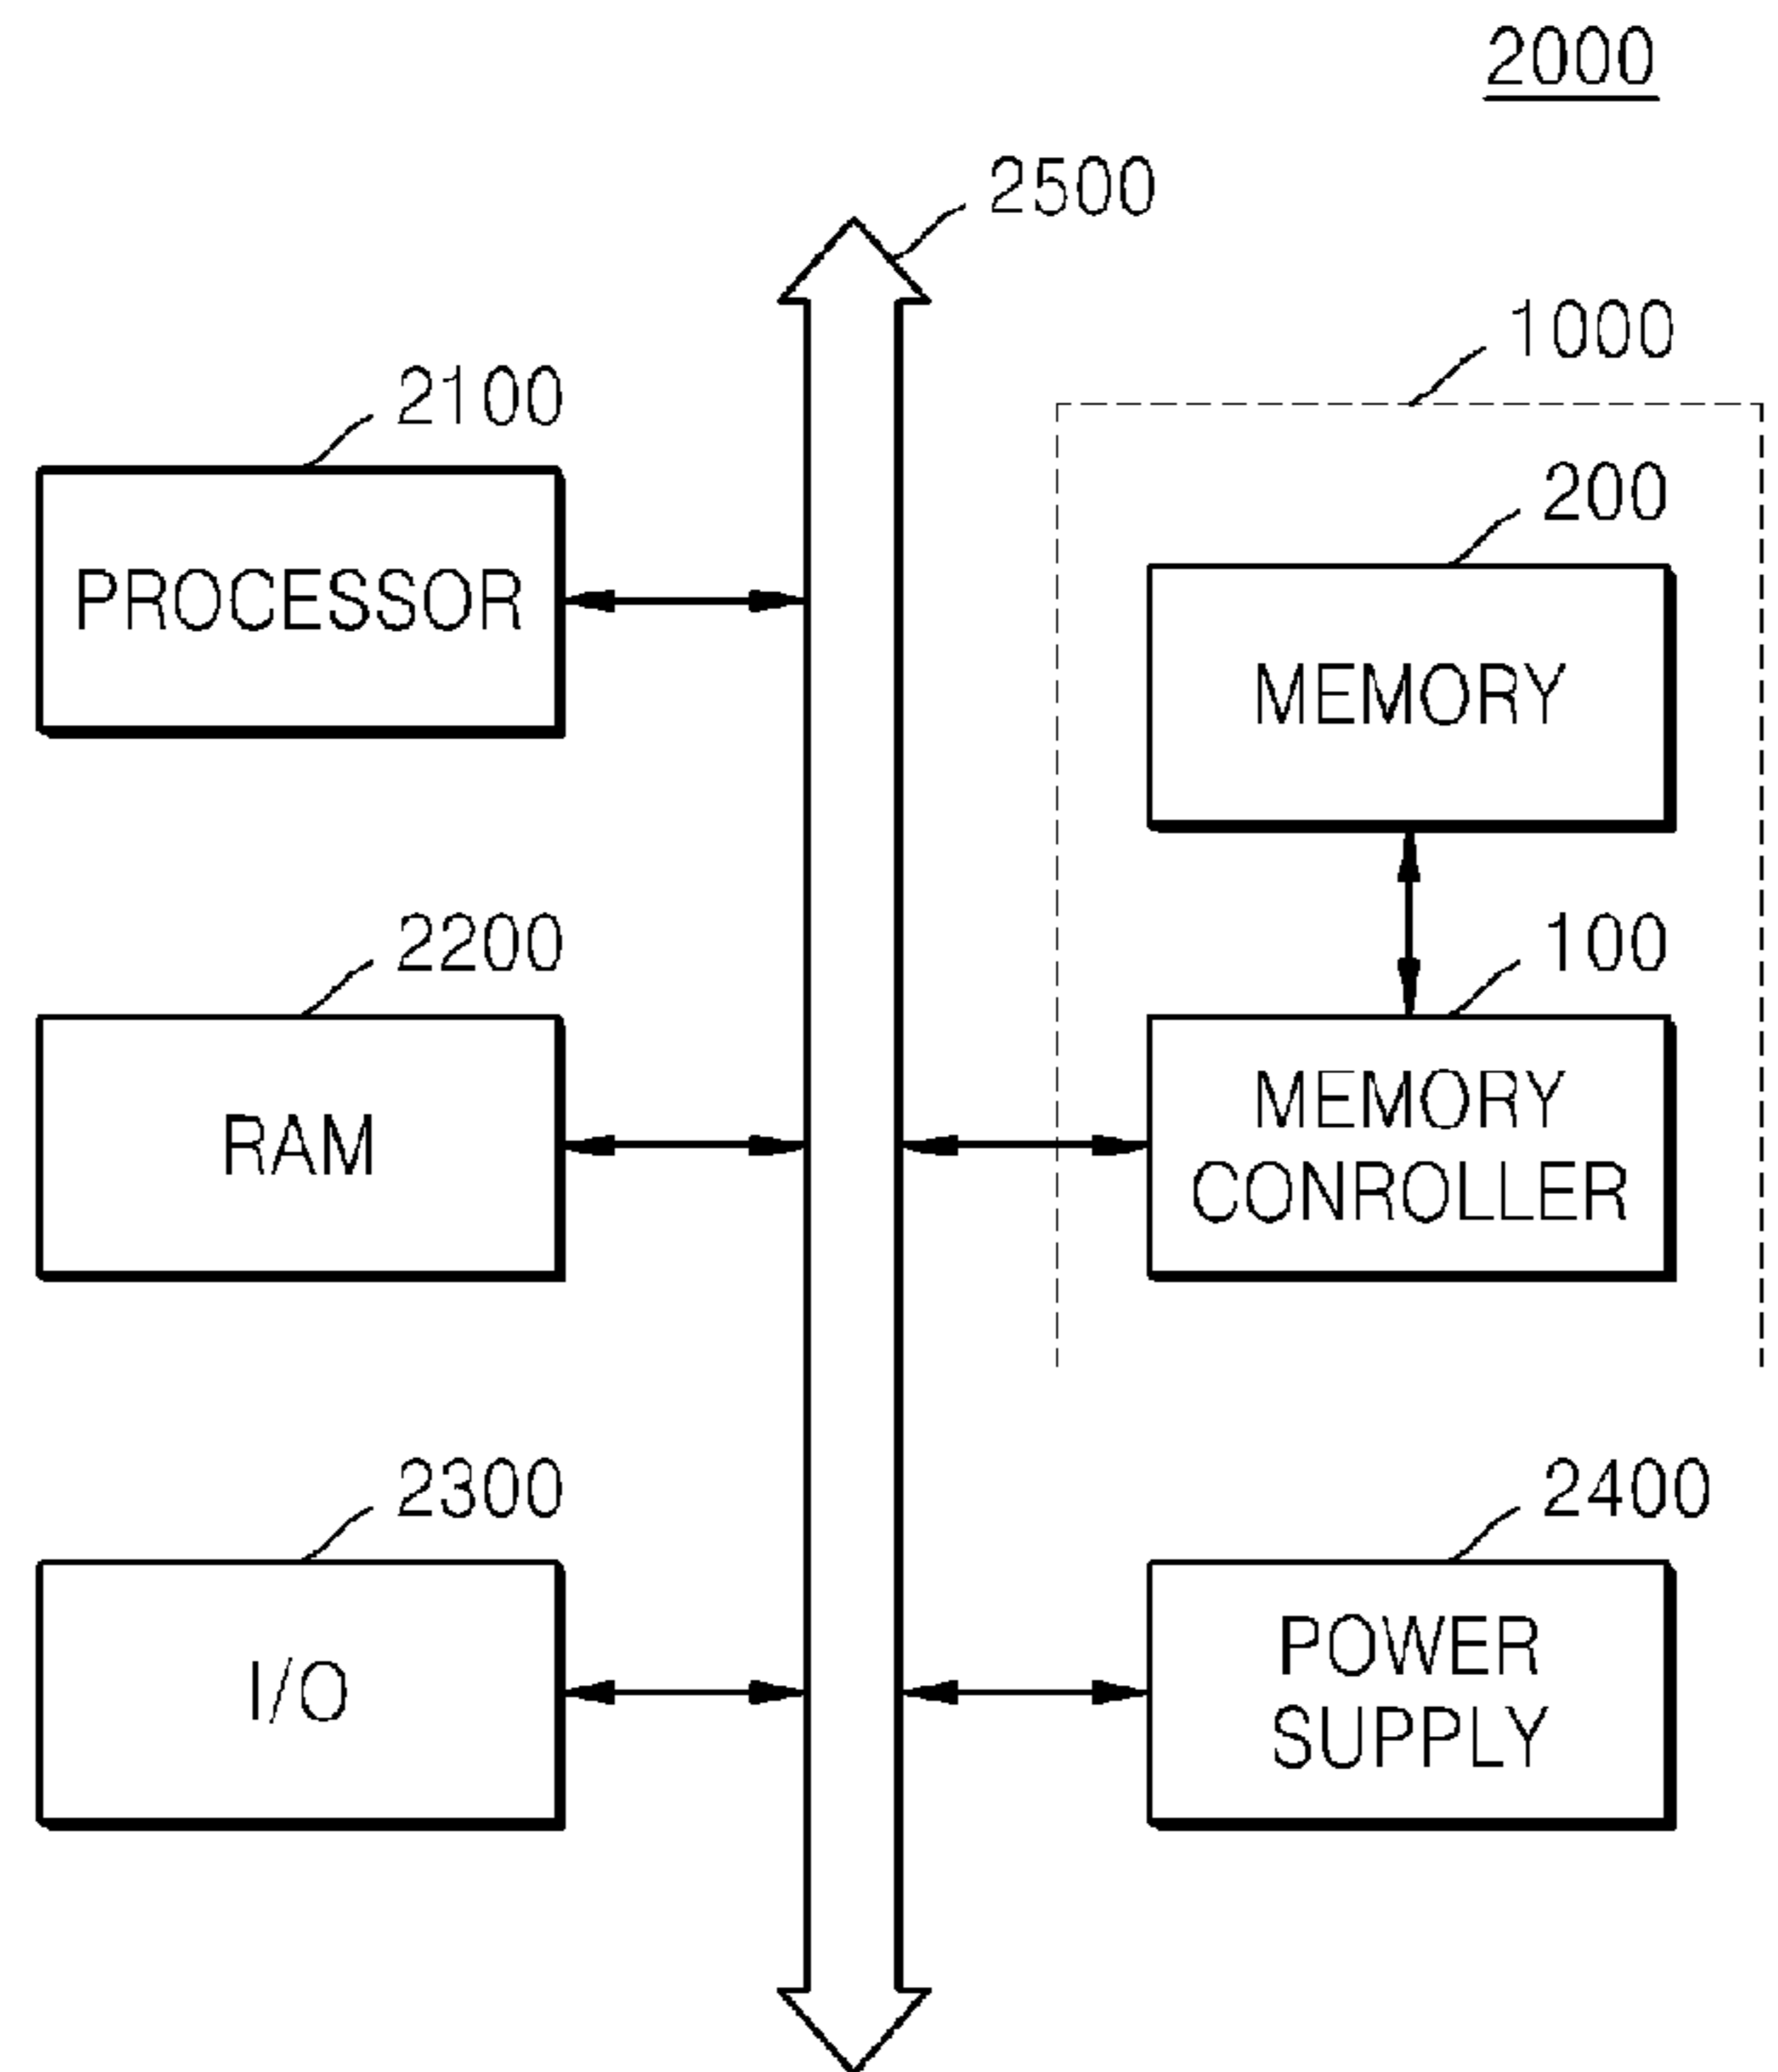 2000
2500
1000
2100
200
PROCESSOR
MEMORY
2200
100
RAM
MEMORY
CONROLLER
2300
2400
I/O
POWER
SUPPLY